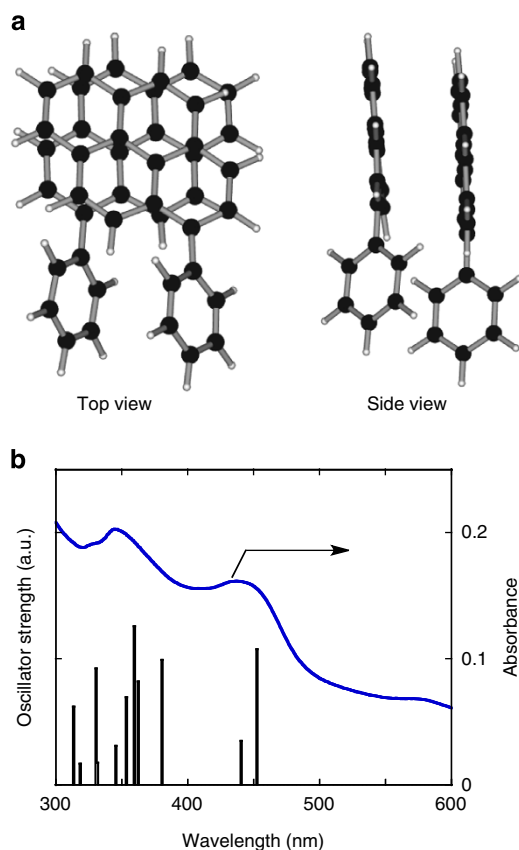 a
Top view
Side view
b
Oscillator strength (a.u.)
0.2
0.1
0
Absorbance
300
400
500
600
Wavelength (nm)